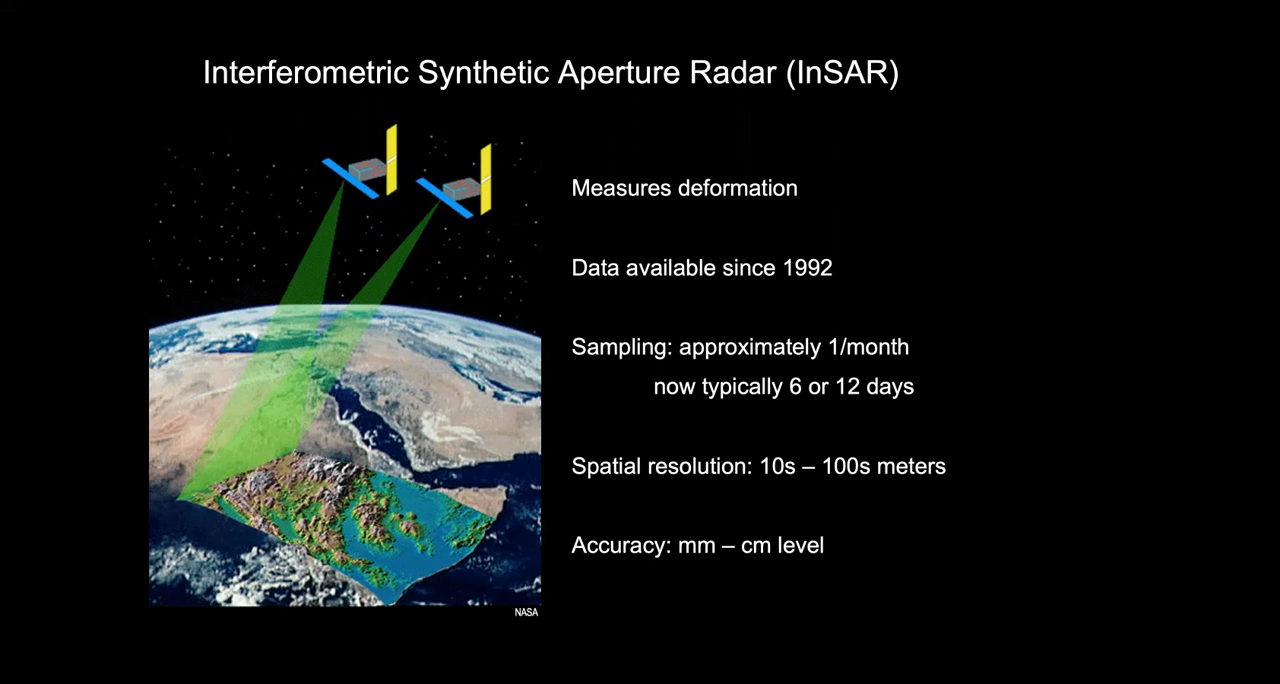 Interferometric Synthetic Aperture Radar (InSAR)
Measures deformation
Data available since 1992
Sampling: approximately 1/month
now typically 6 or 12 days
Spatial resolution: 10s – 100s meters
Accuracy: mm – cm level
NASA